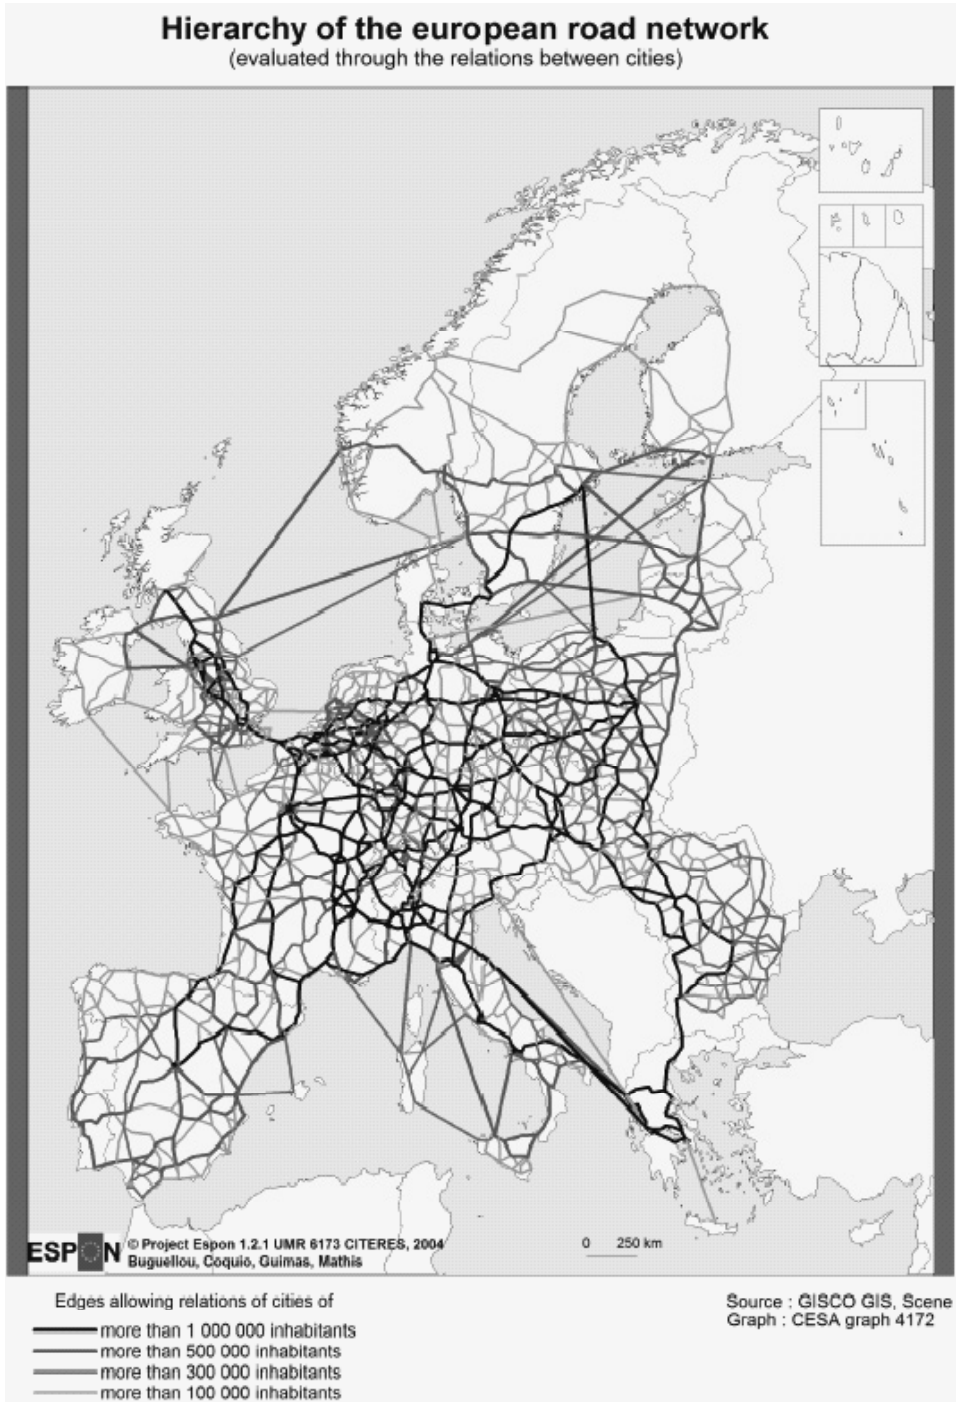 Hierarchy of the european road network
(evaluated through the relations between cities)
ESPON
© Project Espon 1.2.1 UMR 6173 CITERES, 2004
Buguellou, Coquio, Guimas, Mathis
0 250 km
Edges allowing relations of cities of
more than 1 000 000 inhabitants
more than 500 000 inhabitants
more than 300 000 inhabitants
more than 100 000 inhabitants
Source : GISCO GIS, Scene
Graph : CESA graph 4172